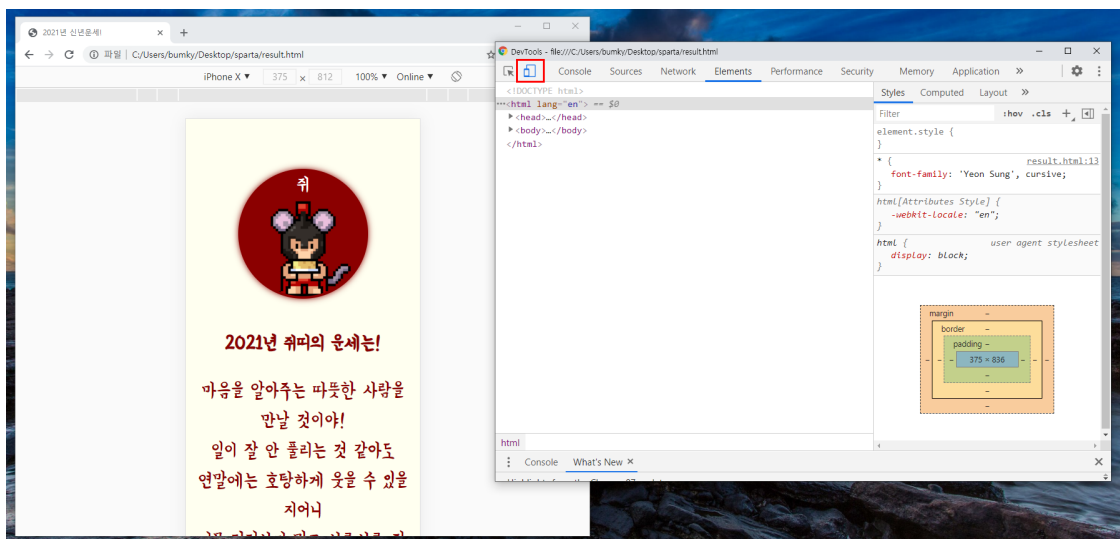 2021년 신년운세!
파일 | C:/Users/bumky/Desktop/sparta/result.html
iPhone X ▼ 375 x 812 100% ▼ Online ▼
쥐
2021년 쥐띠의 운세는!
마음을 알아주는 따뜻한 사람을
만날 것이야!
일이 잘 안 풀리는 것 같아도
연말에는 호탕하게 웃을 수 있을
지어니
DevTools - file:///C:/Users/bumky/Desktop/sparta/result.html
Console Sources Network Elements Performance Security Memory Application »
<!DOCTYPE html>
···<html lang="en"> == $0
▶<head>…</head>
▶<body>…</body>
</html>
Styles Computed Layout »
Filter :hov .cls +
element.style {
}
* { result.html:13
font-family: 'Yeon Sung', cursive;
}
html[Attributes Style] {
-webkit-locale: "en";
}
html { user agent stylesheet
display: block;
}
margin –
border –
padding –
– – – 375 × 836 – – –
–
–
–
html
Console What's New ×